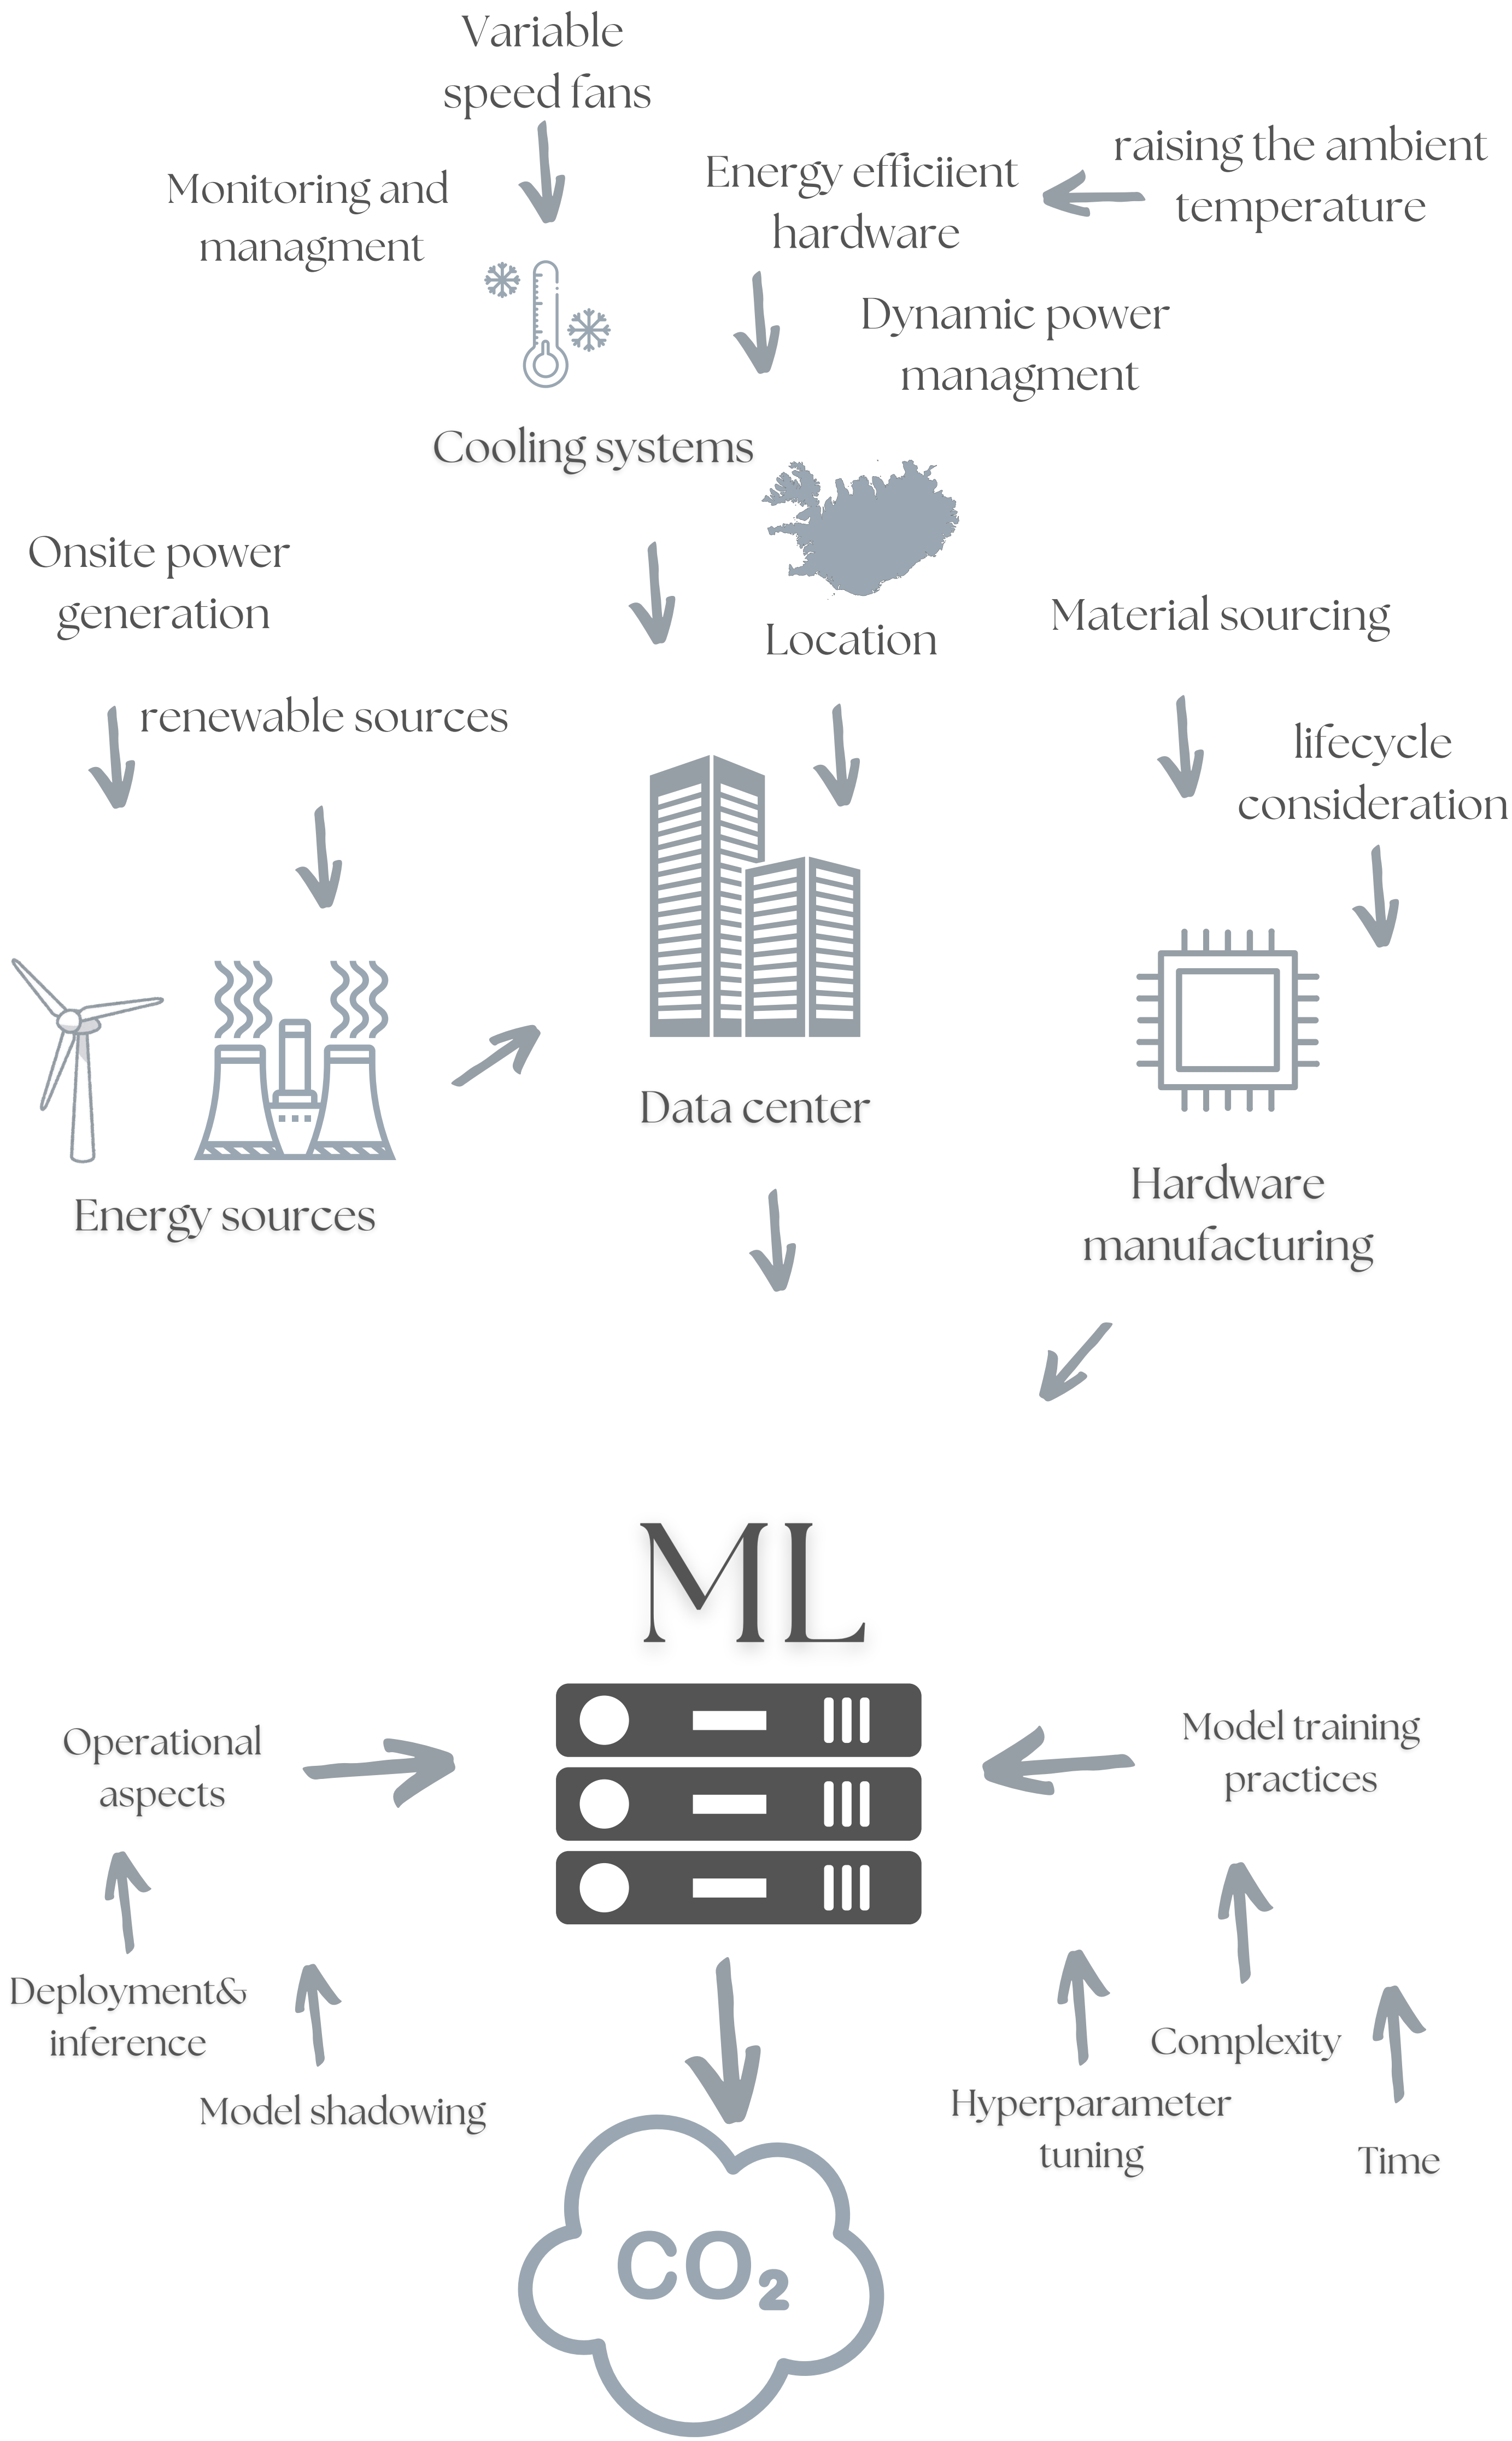 Variable
speed fans
Monitoring and
managment
Energy efficiient
hardware
raising the ambient
temperature
Dynamic power
managment
Cooling systems
Onsite power
generation
Location
Material sourcing
renewable sources
lifecycle
consideration
Data center
Energy sources
Hardware
manufacturing
ML
Operational
aspects
Model training
practices
Deployment&
inference
Model shadowing
Complexity
Hyperparameter
tuning
Time
CO₂